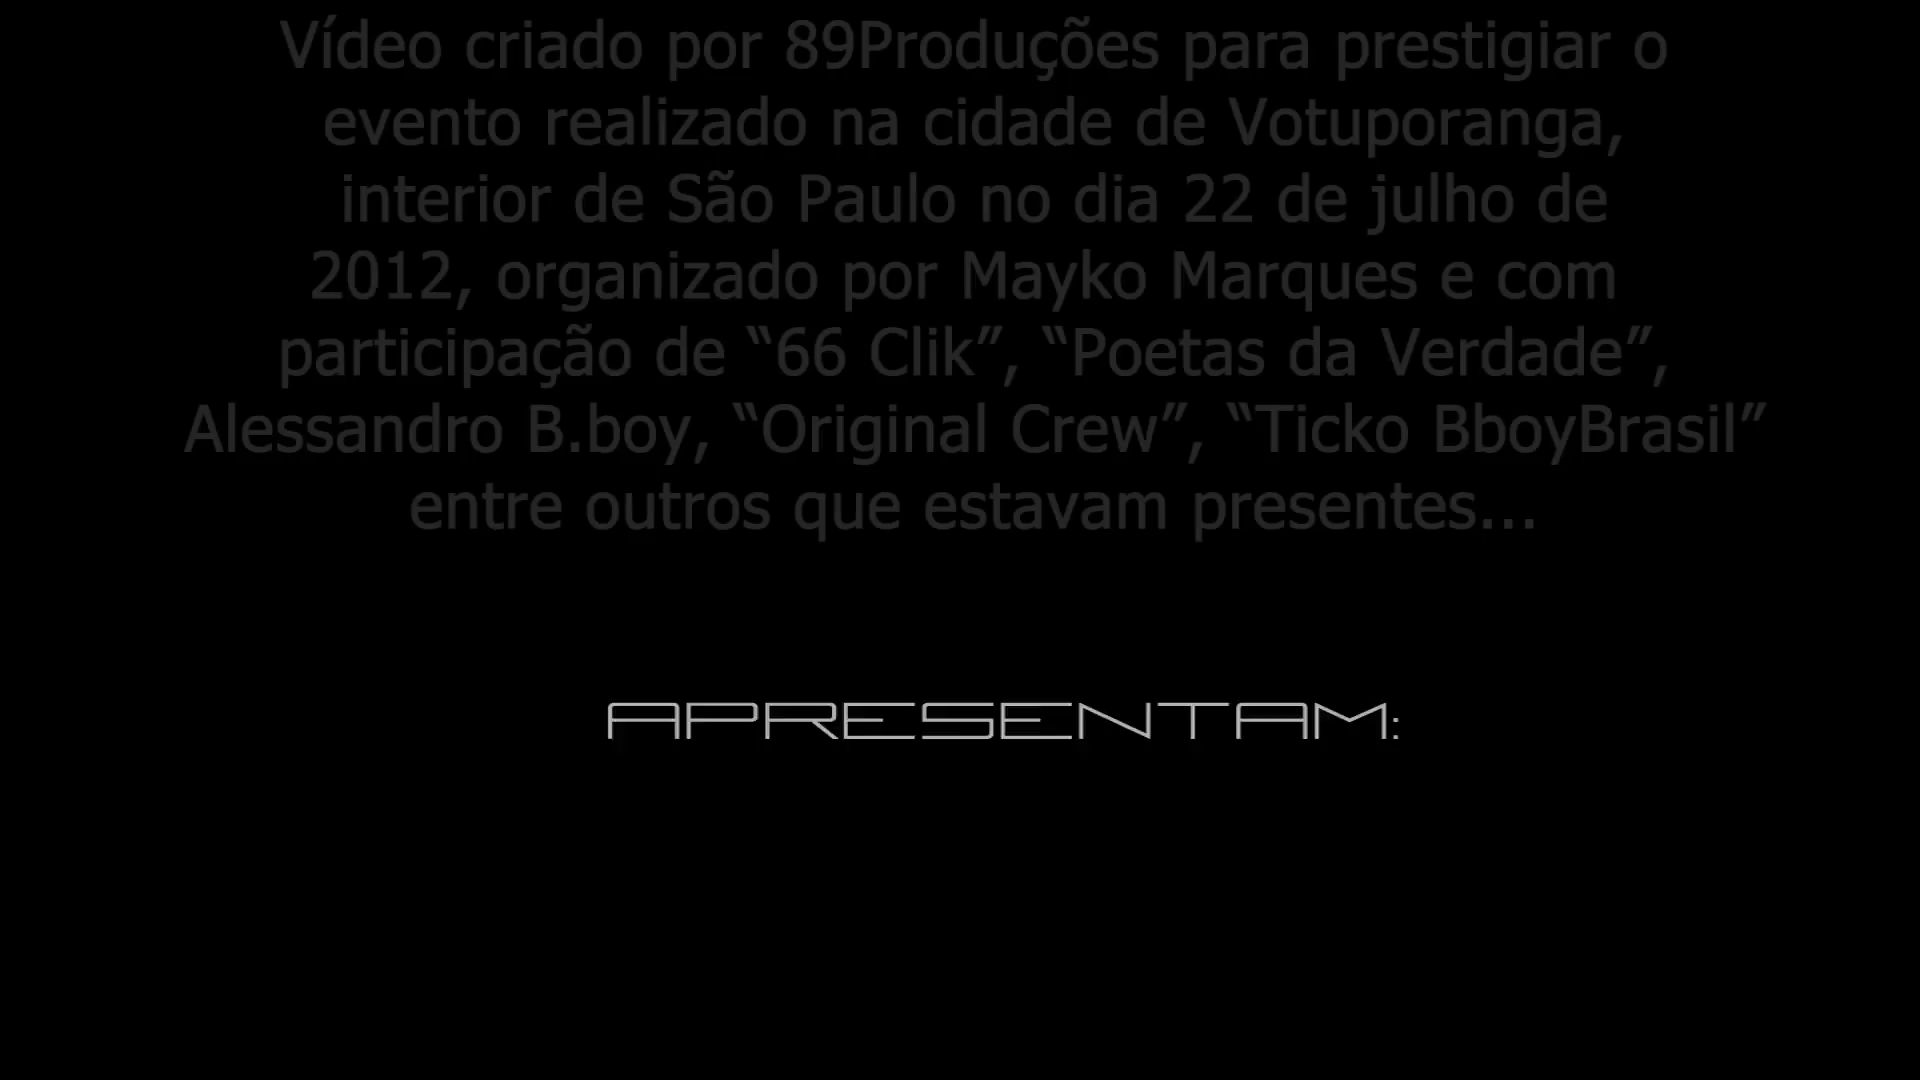 Vídeo criado por 89Produções para prestigiar o
evento realizado na cidade de Votuporanga,
interior de São Paulo no dia 22 de julho de
2012, organizado por Mayko Marques e com
participação de “66 Clik”, “Poetas da Verdade”,
Alessandro B.boy, “Original Crew”, “Ticko BboyBrasil”
entre outros que estavam presentes...
APRESENTAM: